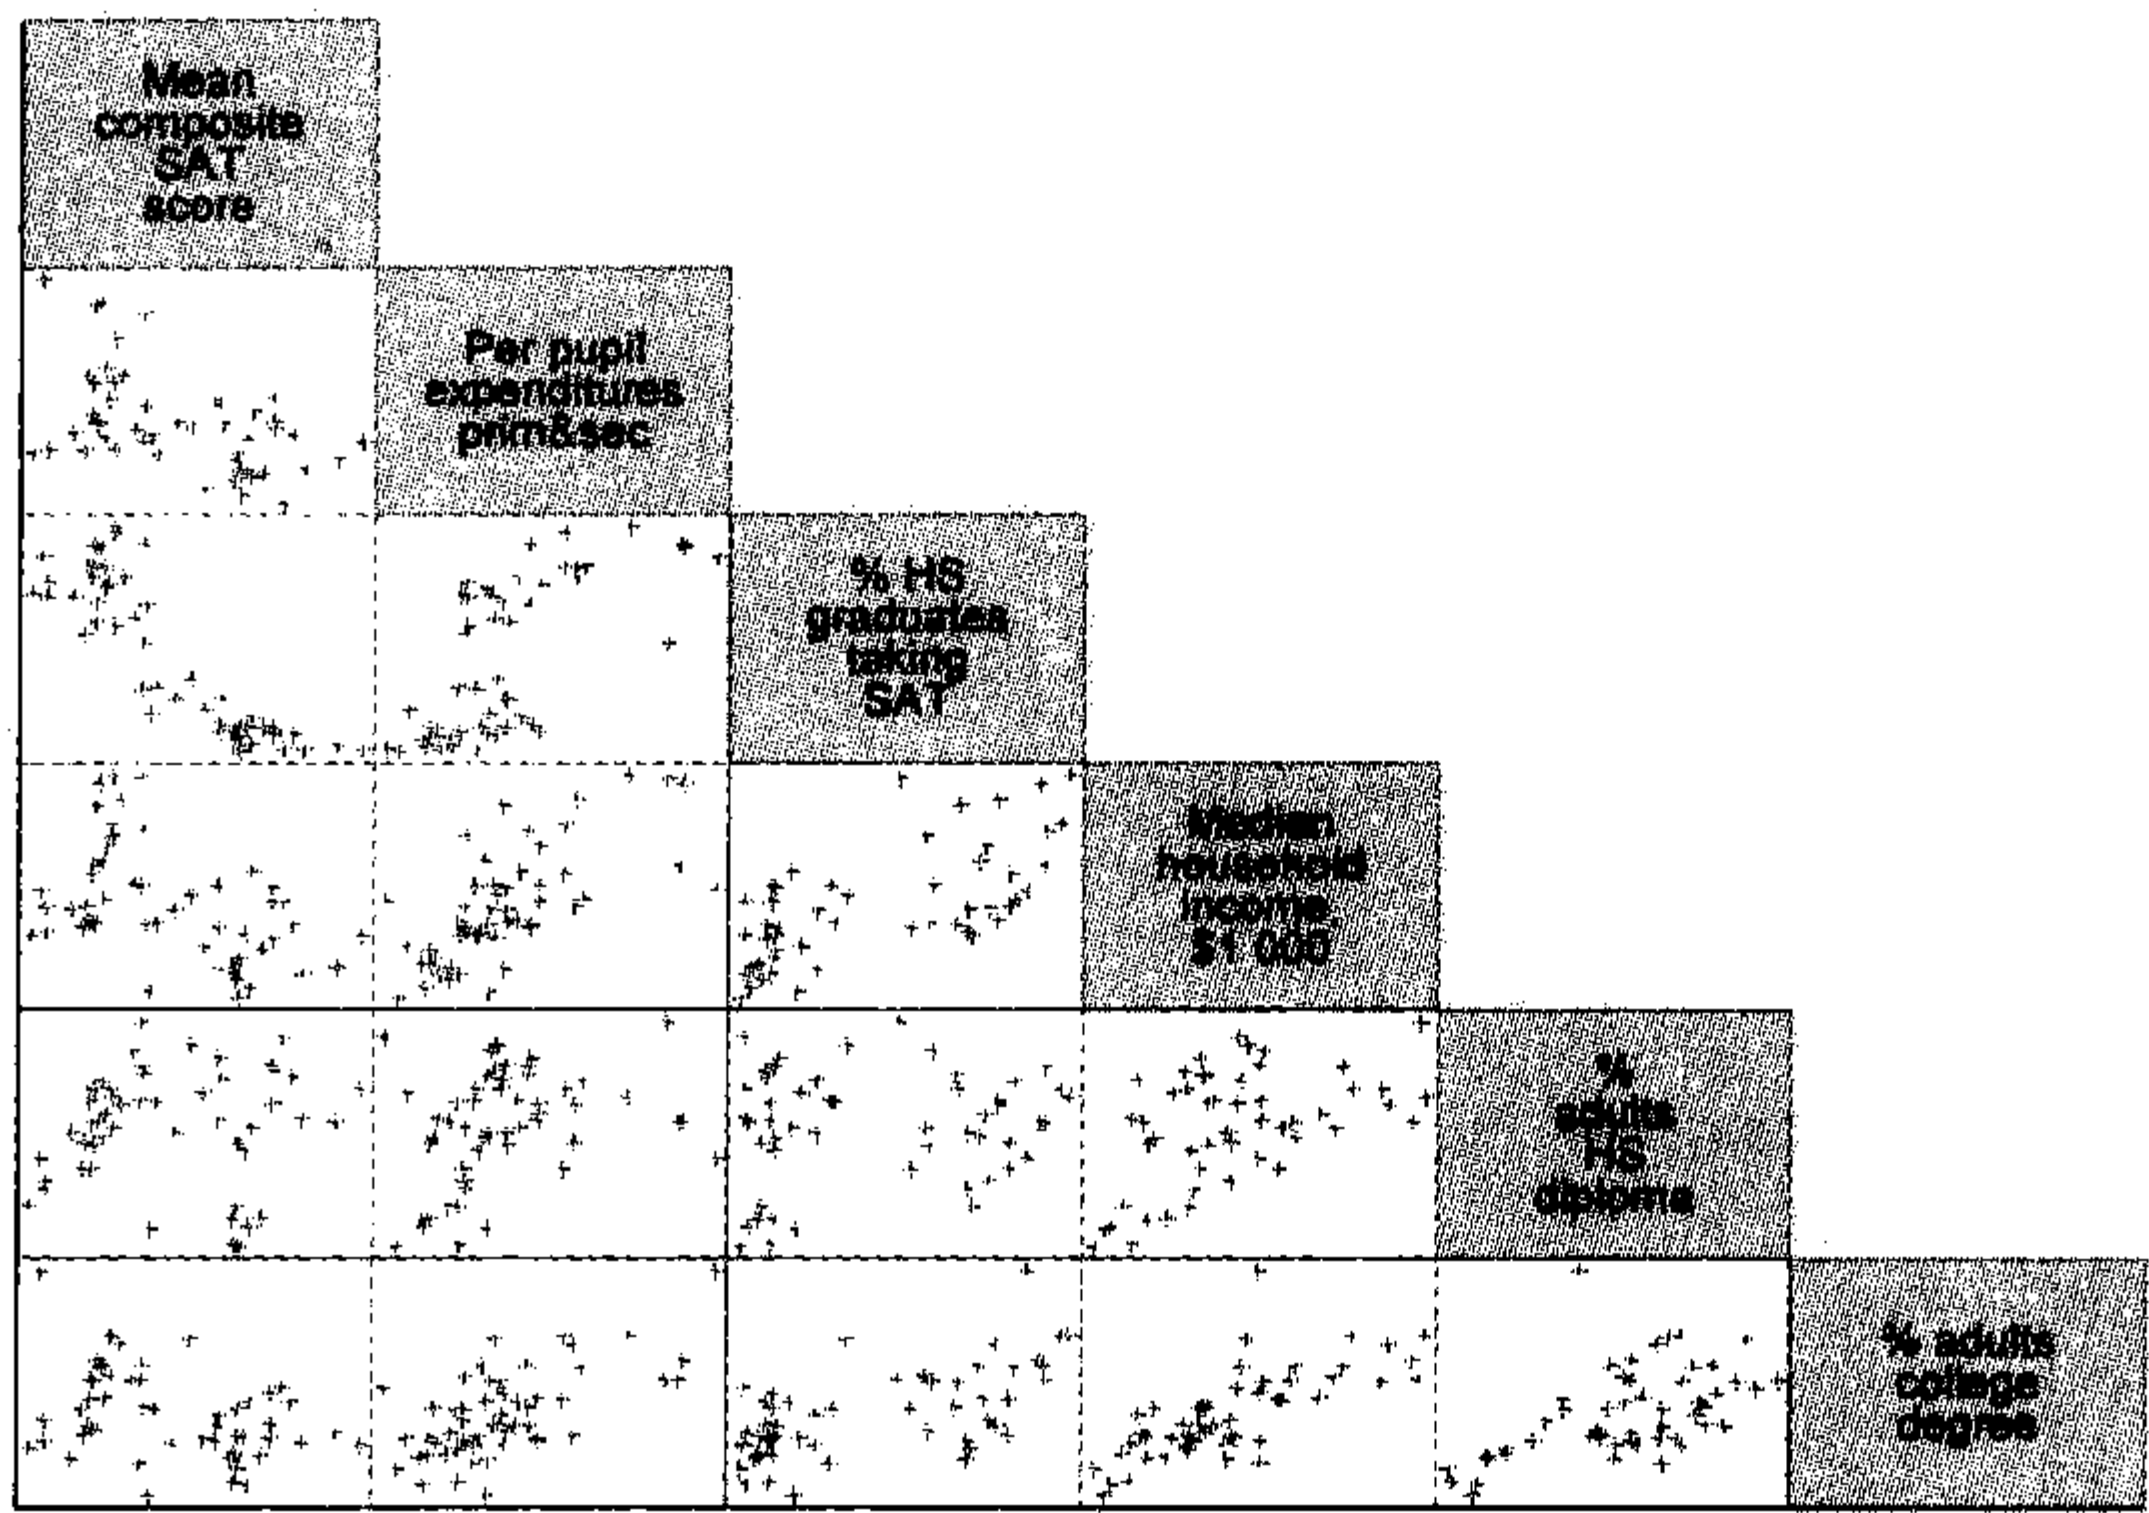 Mean
composite
SAT
score
Per pupil
expenditures
prim&sec
% HS
graduates
taking
SAT
Median
household
income,
$1 000
%
adults
HS
diploma
% adults
college
degree